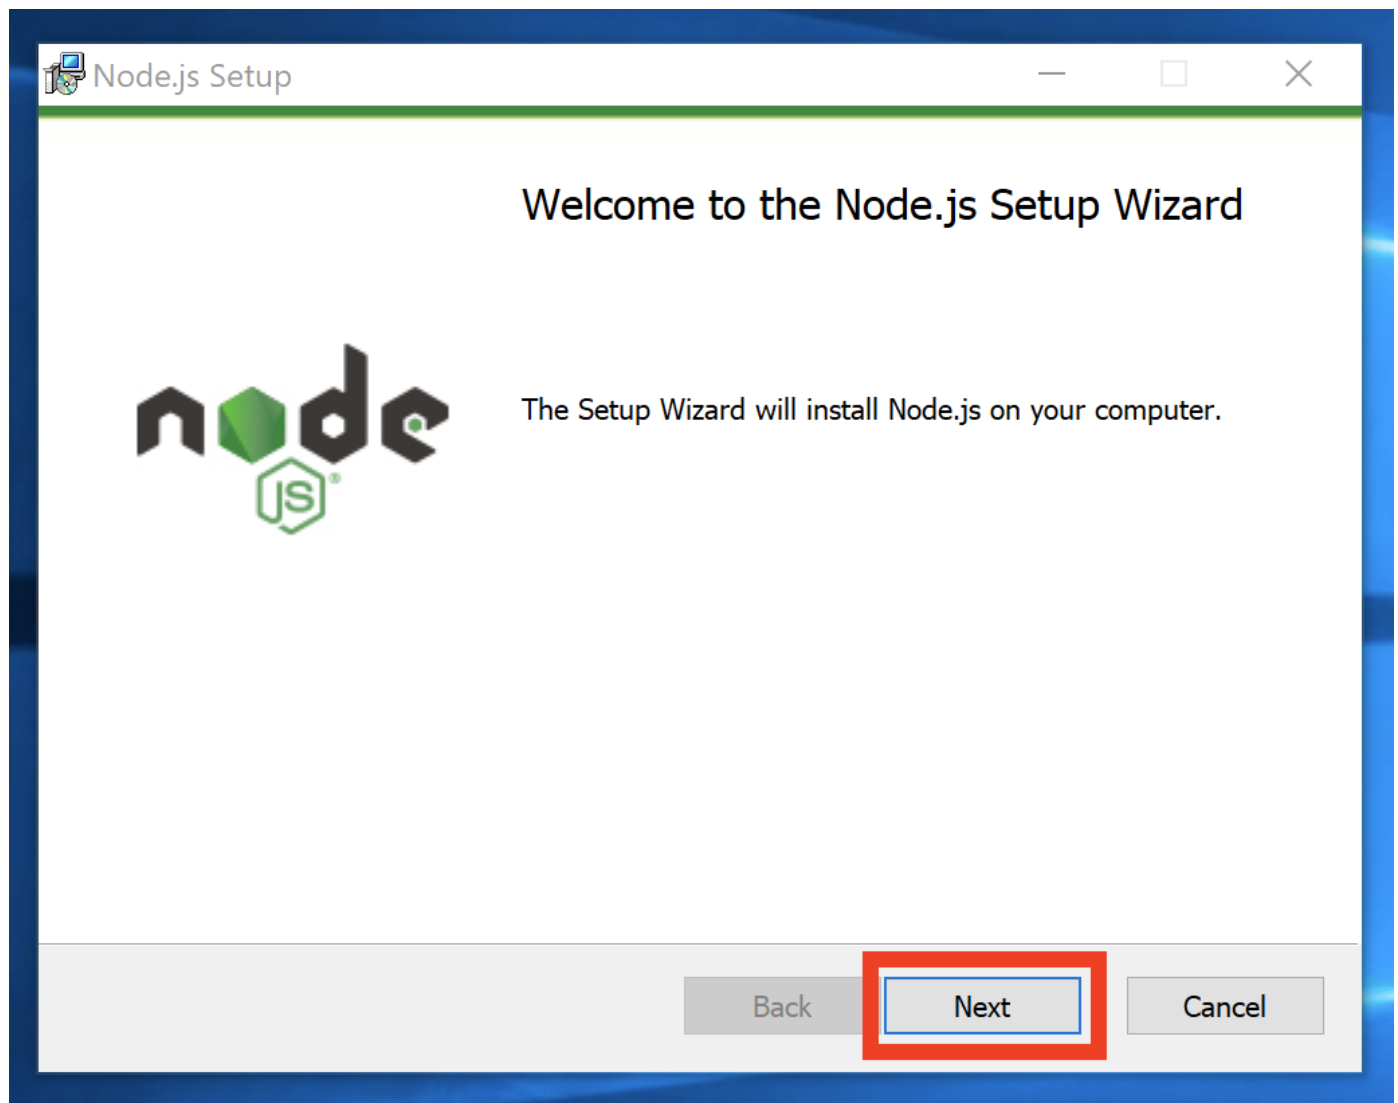 Node.js Setup
Welcome to the Node.js Setup Wizard
The Setup Wizard will install Node.js on your computer.
node
JS®
Back
Next
Cancel